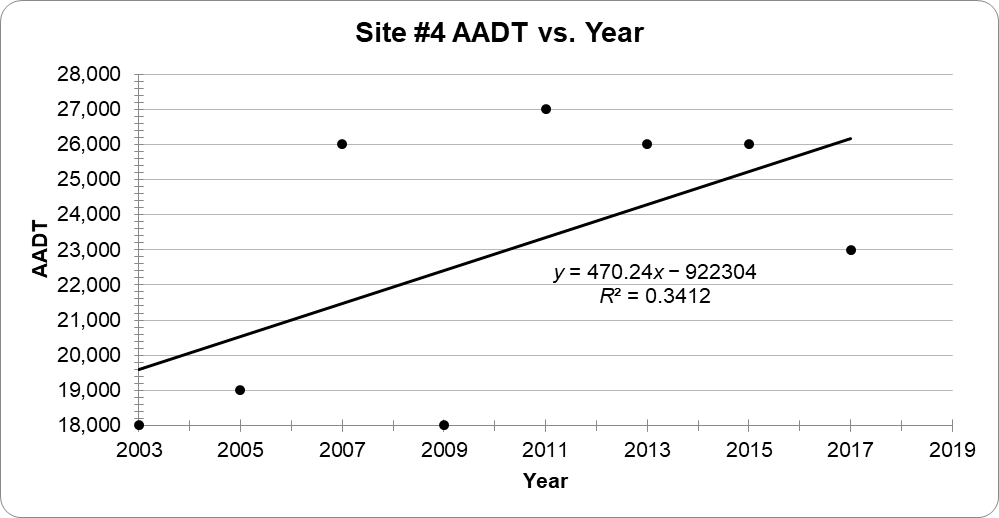 Site #4 AADT vs. Year
28,000
27,000
26,000
25,000
24,000
23,000
22,000
21,000
20,000
19,000
18,000
AADT
y = 470.24x − 922304
R² = 0.3412
2003 2005 2007 2009 2011 2013 2015 2017 2019
Year